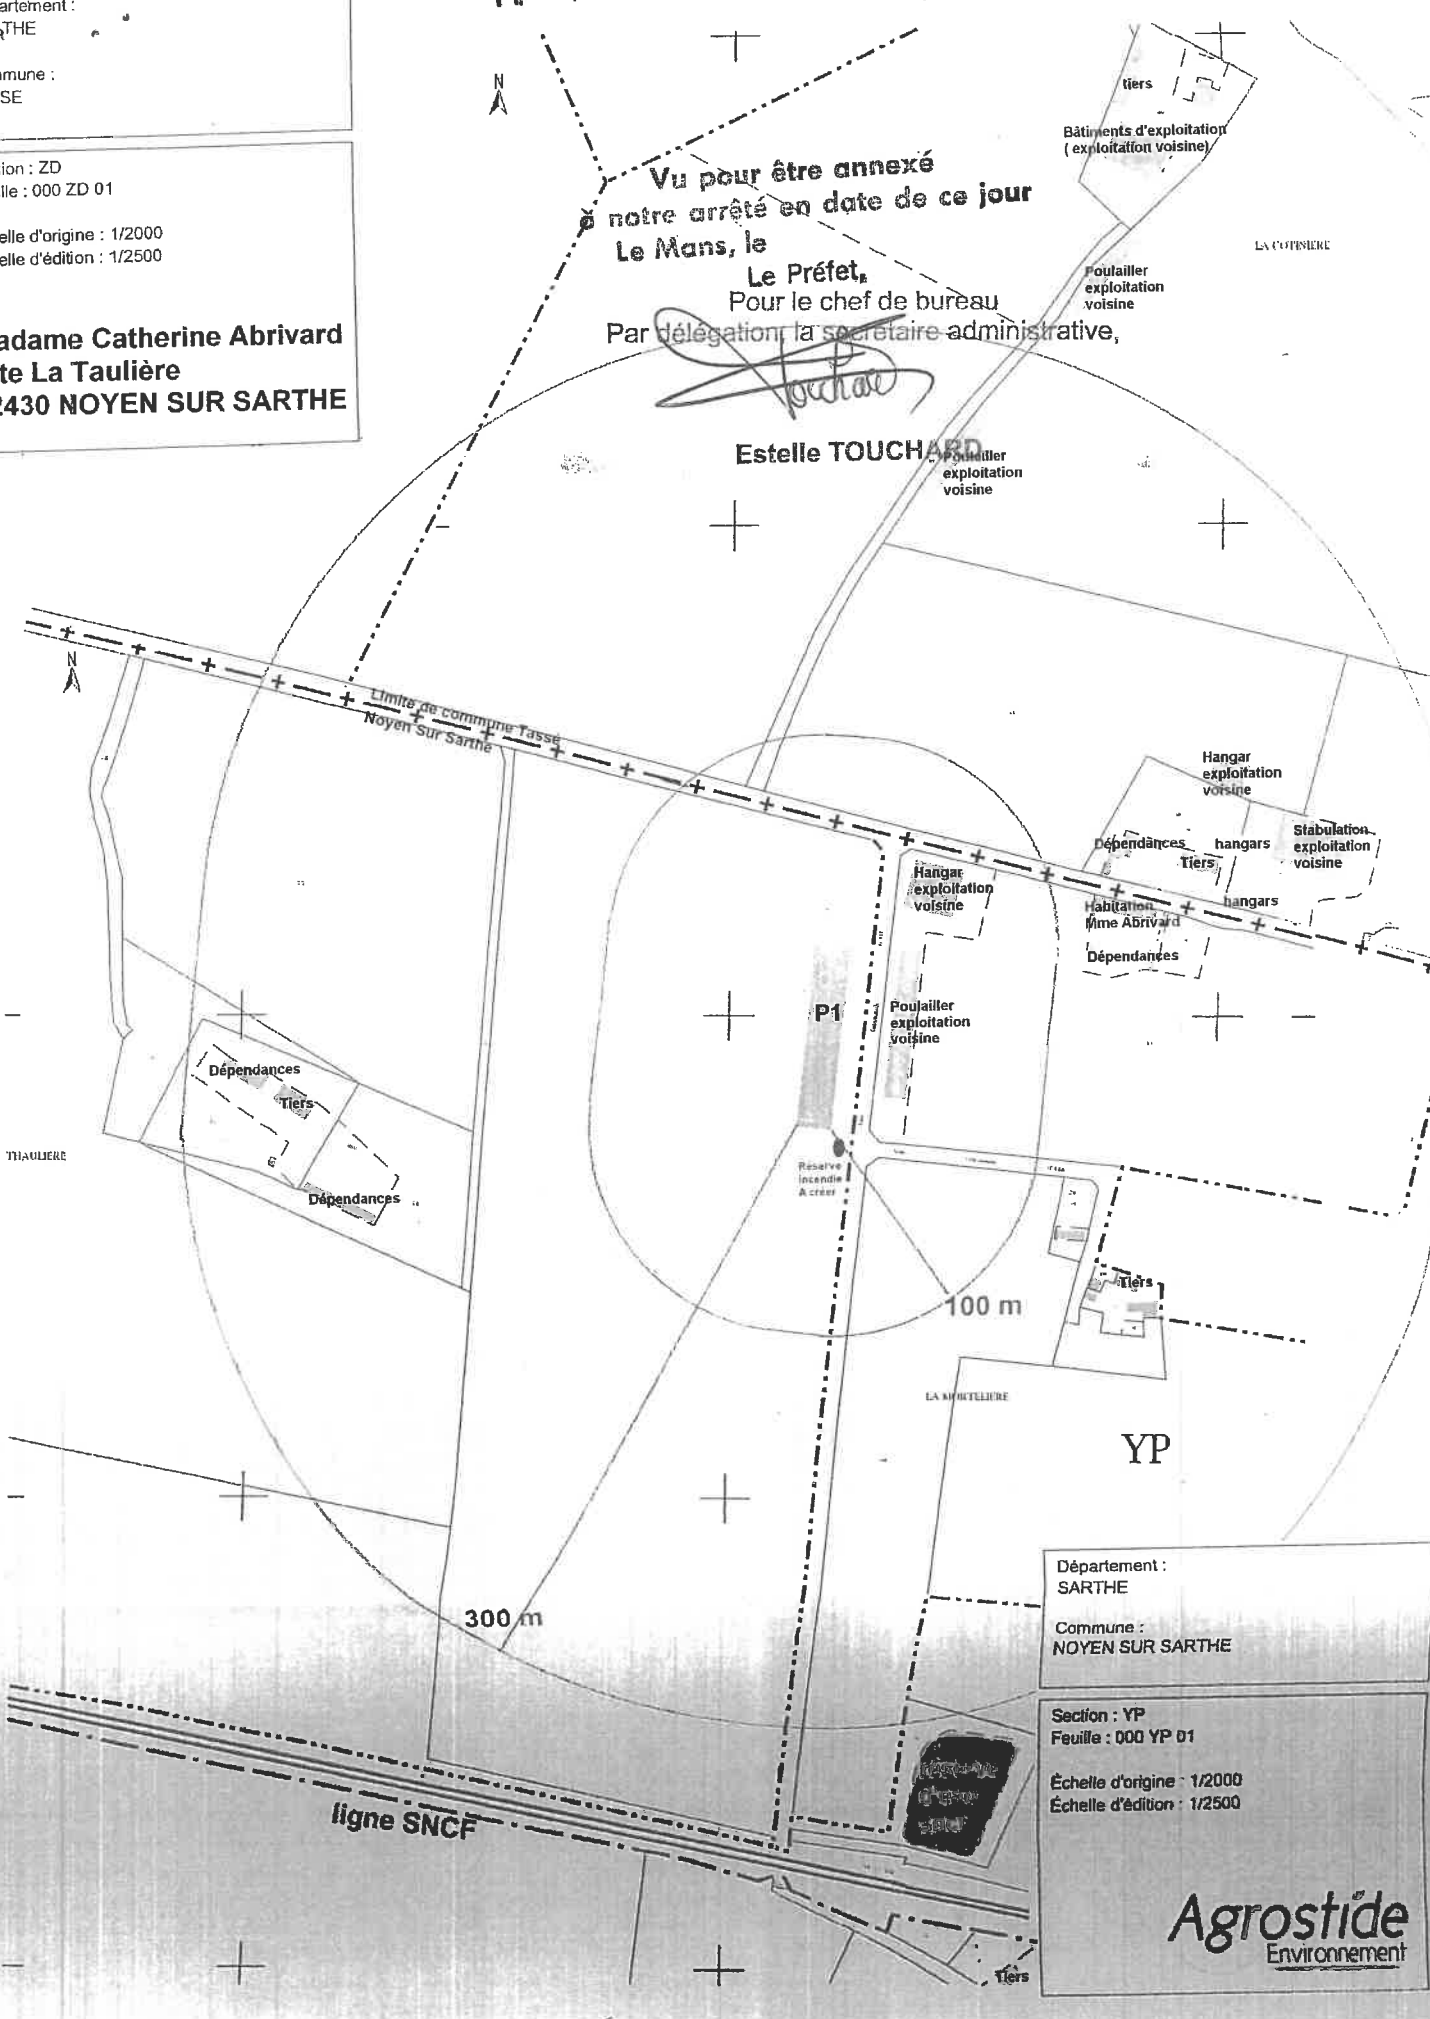 artement :
THE
mmune :
SE
ion : ZD
lle : 000 ZD 01
elle d'origine : 1/2000
elle d'édition : 1/2500
adame Catherine Abrivard
te La Taulière
2430 NOYEN SUR SARTHE
N
Vu pour être annexé
à notre arrêté en date de ce jour
Le Mans, le
Le Préfet,
Pour le chef de bureau
Par délégation, la secrétaire administrative,
Touchard
Estelle TOUCHARD
tiers
Bâtiments d'exploitation
( exploitation voisine)
LA COTINIERE
Poulailler
exploitation
voisine
Poulailler
exploitation
voisine
N
Limite de commune Tassé
Noyen Sur Sarthe
Hangar
exploitation
voisine
Dépendances
Tiers
hangars
Stabulation
exploitation
voisine
Hangar
exploitation
voisine
Habitation
Mme Abrivard
hangars
Dépendances
P1
Poulailler
exploitation
voisine
Dépendances
Tiers
Dépendances
THAULIERE
Réserve
incendie
A créer
100 m
Tiers
LA MORTELIERE
YP
300 m
ligne SNCF
Tiers
Département :
SARTHE
Commune :
NOYEN SUR SARTHE
Section : YP
Feuille : 000 YP 01
Échelle d'origine : 1/2000
Échelle d'édition : 1/2500
Agrostide
Environnement